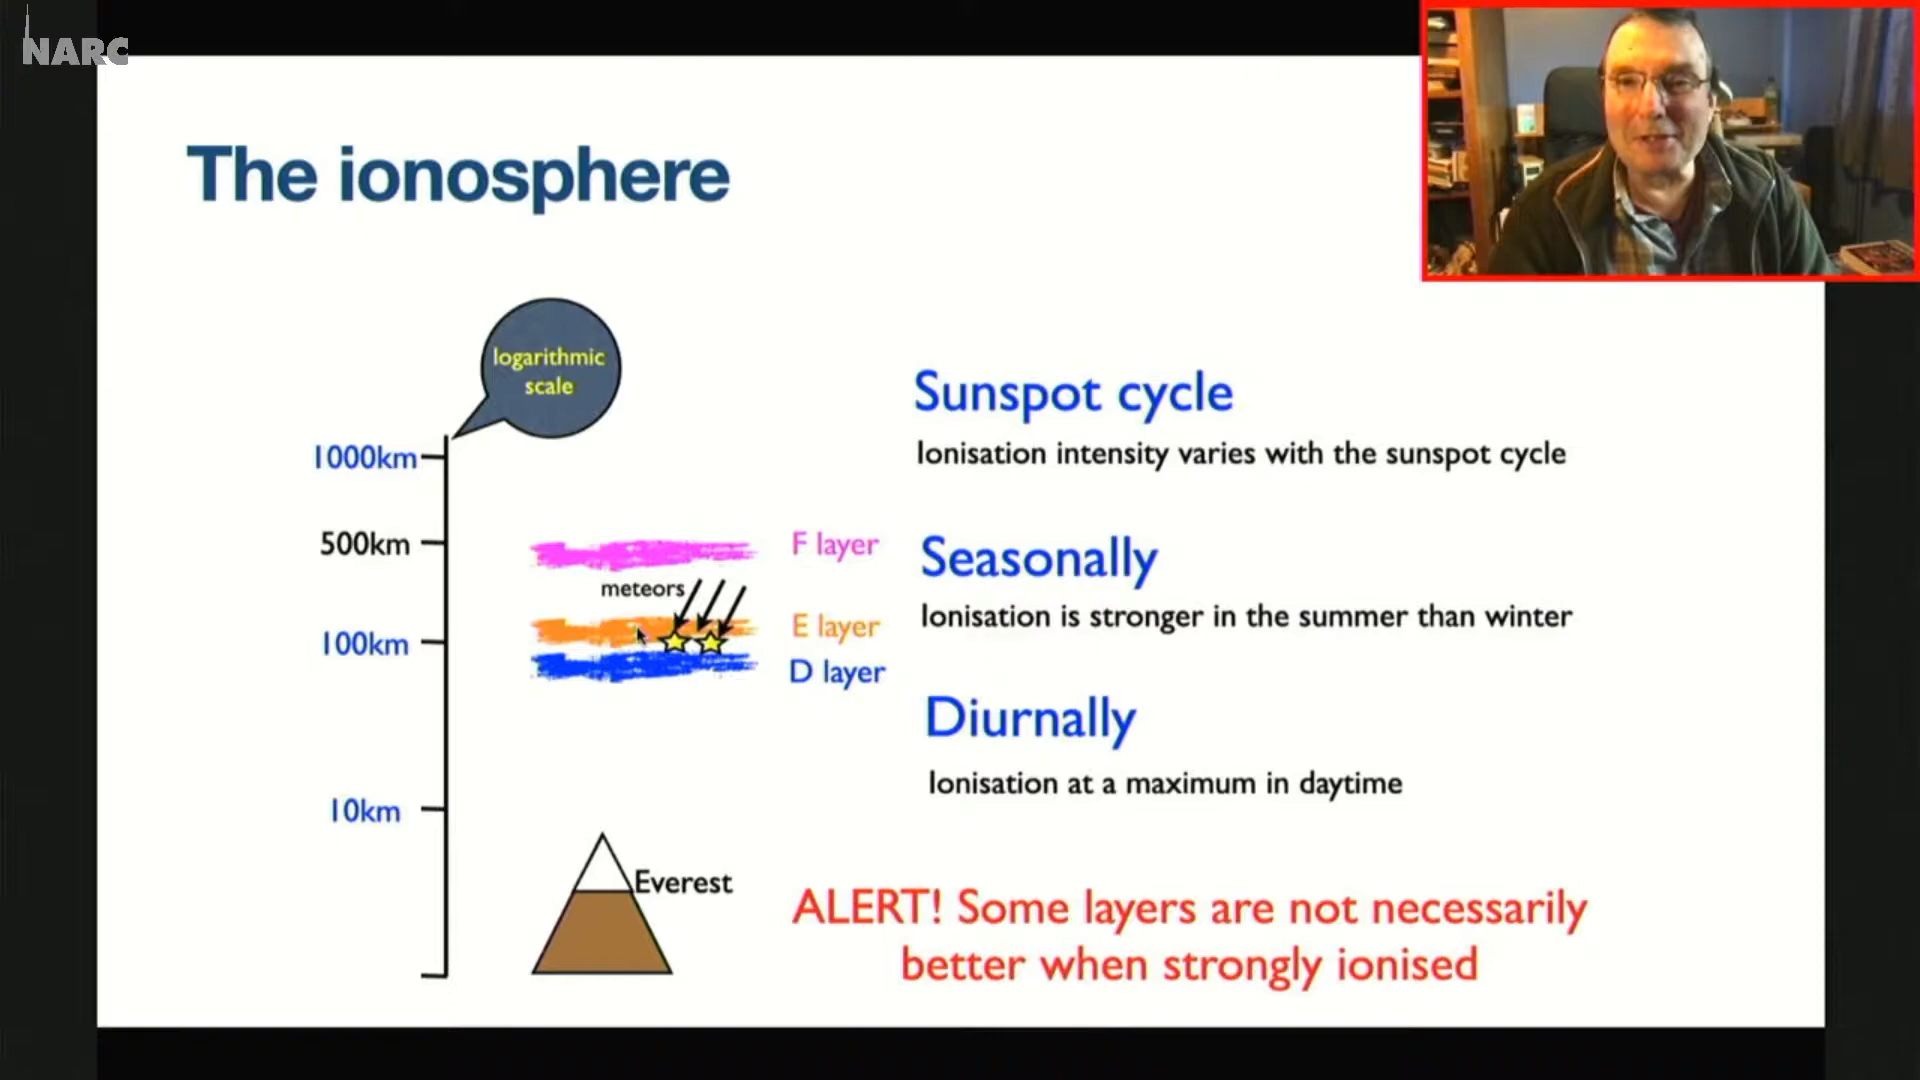 NARC
The ionosphere
logarithmic
scale
1000km
500km
100km
10km
F layer
meteors
E layer
D layer
Everest
Sunspot cycle
Ionisation intensity varies with the sunspot cycle
Seasonally
Ionisation is stronger in the summer than winter
Diurnally
Ionisation at a maximum in daytime
ALERT! Some layers are not necessarily
better when strongly ionised